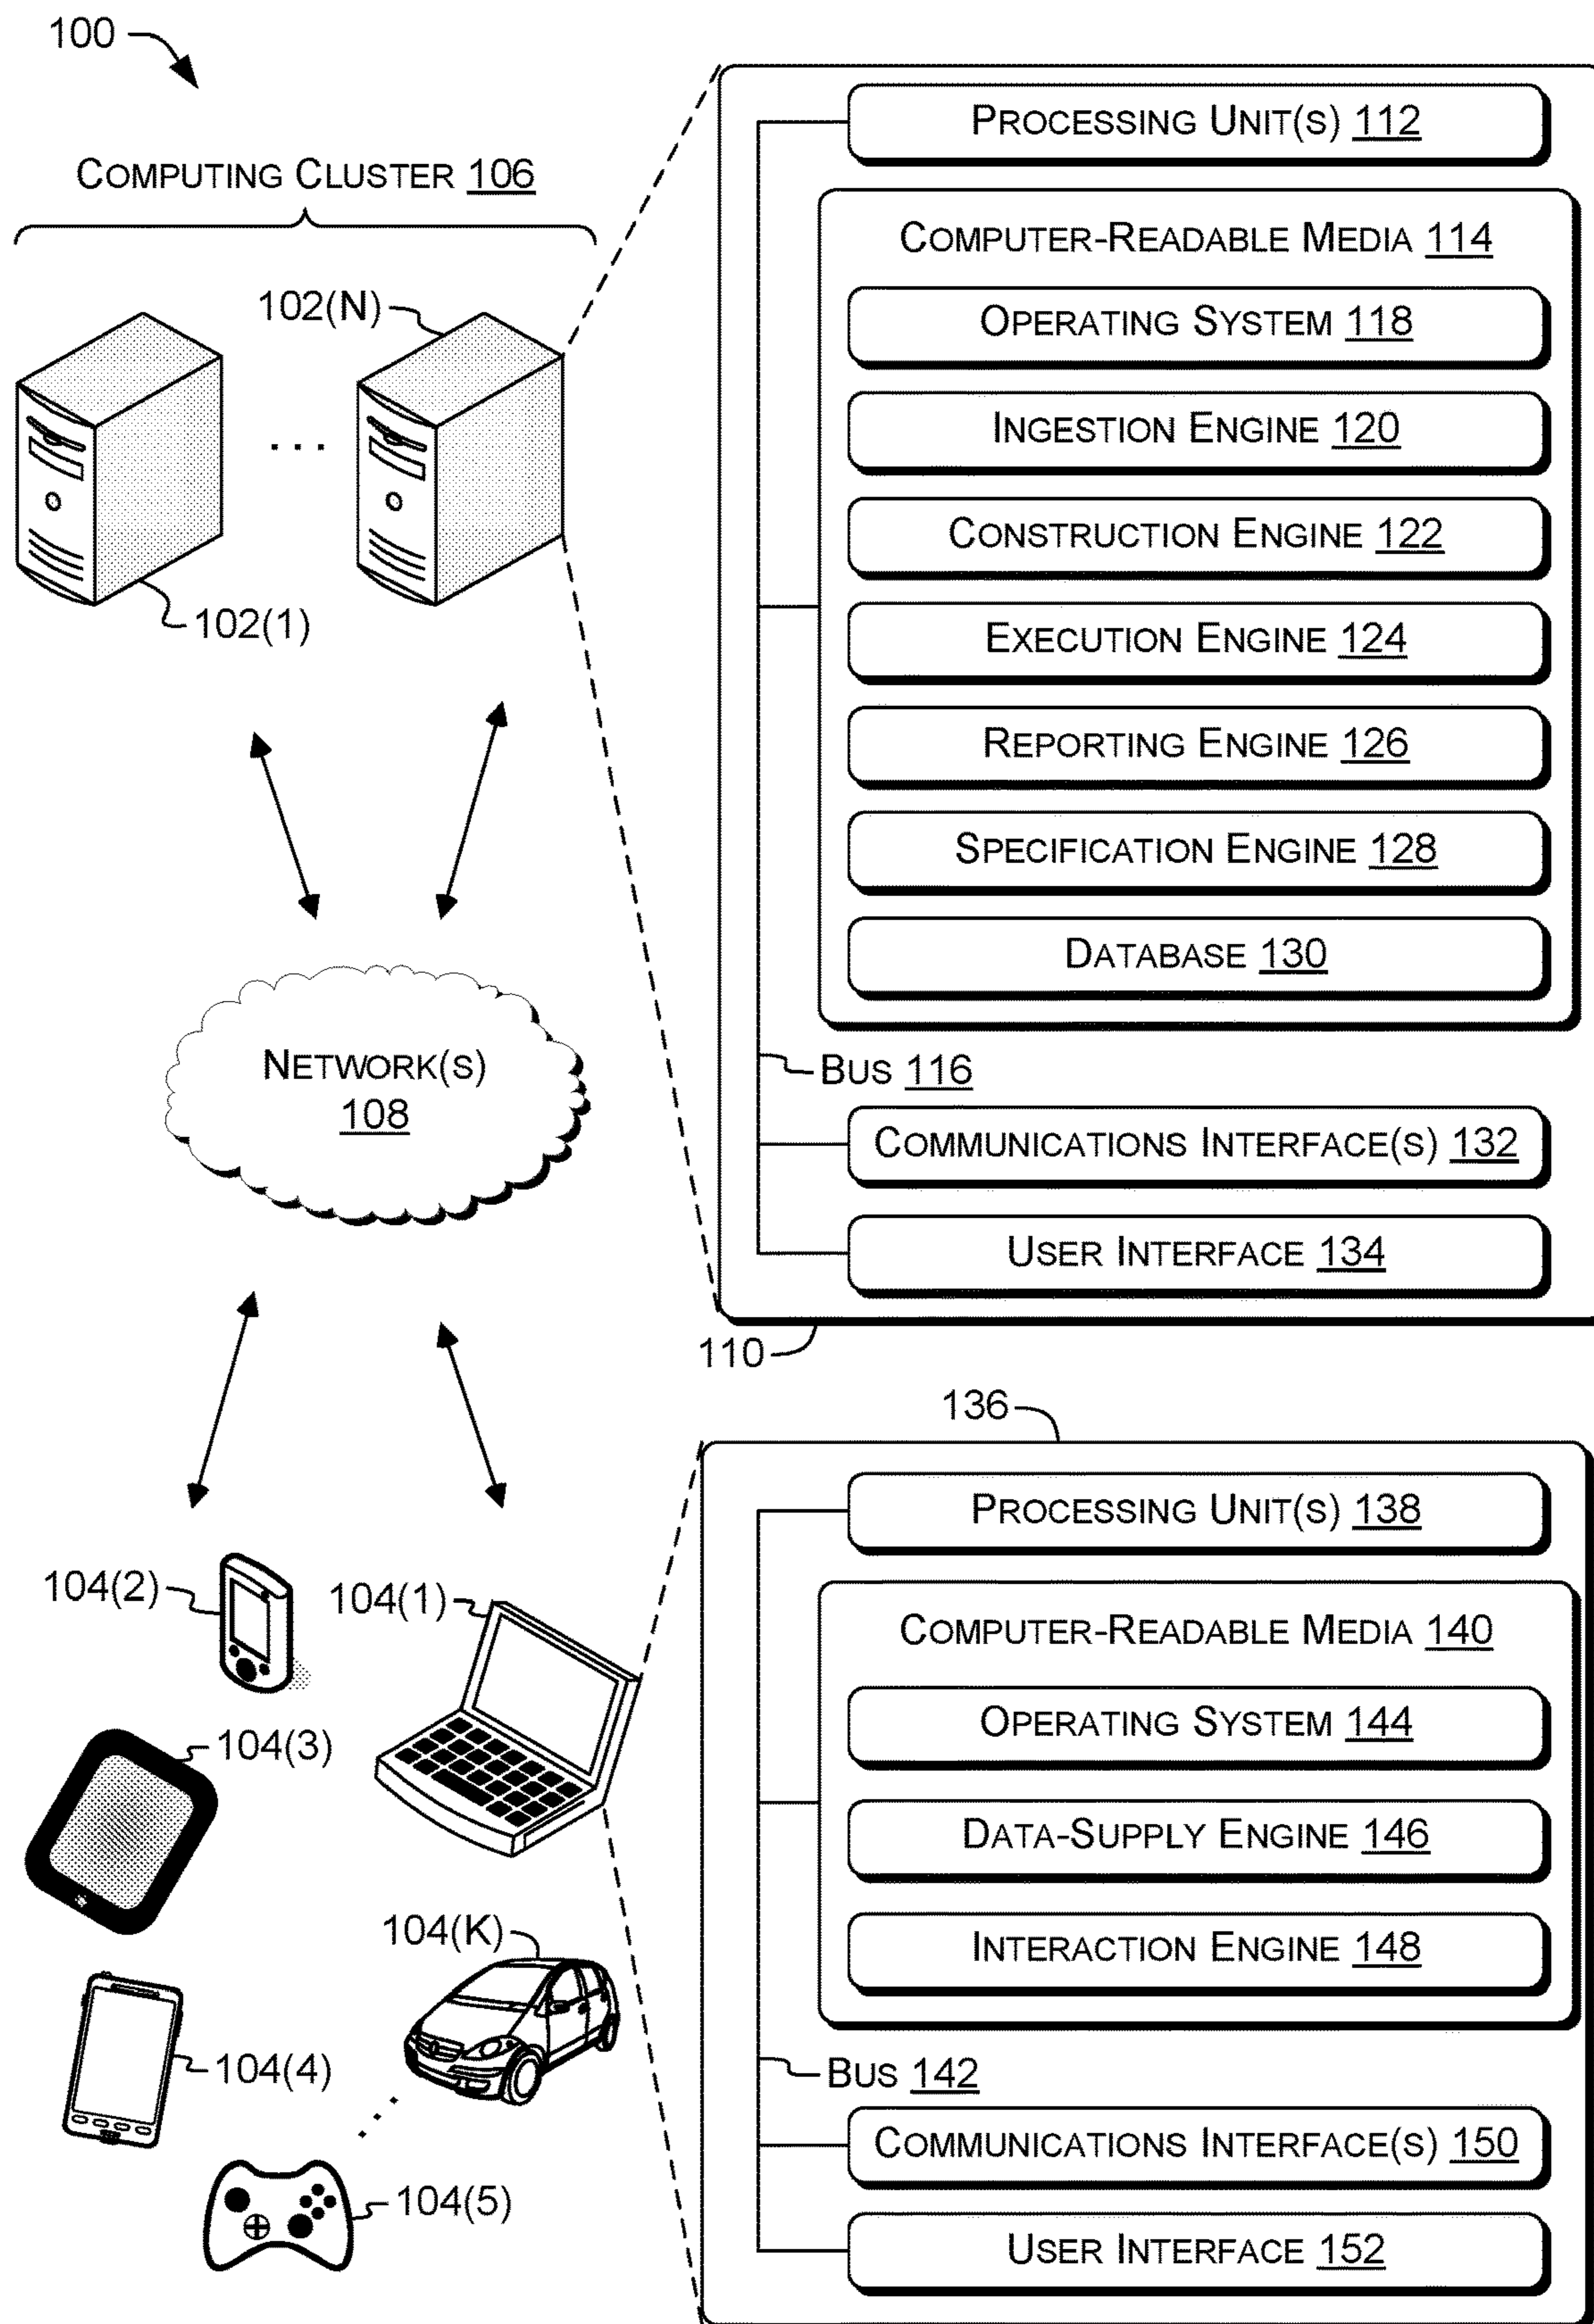 100
COMPUTING CLUSTER 106
102(N)
102(1)
NETWORK(S)
108
104(2)
104(1)
104(3)
104(K)
104(4)
104(5)
PROCESSING UNIT(S) 112
COMPUTER-READABLE MEDIA 114
OPERATING SYSTEM 118
INGESTION ENGINE 120
CONSTRUCTION ENGINE 122
EXECUTION ENGINE 124
REPORTING ENGINE 126
SPECIFICATION ENGINE 128
DATABASE 130
BUS 116
COMMUNICATIONS INTERFACE(S) 132
USER INTERFACE 134
110
136
PROCESSING UNIT(S) 138
COMPUTER-READABLE MEDIA 140
OPERATING SYSTEM 144
DATA-SUPPLY ENGINE 146
INTERACTION ENGINE 148
BUS 142
COMMUNICATIONS INTERFACE(S) 150
USER INTERFACE 152